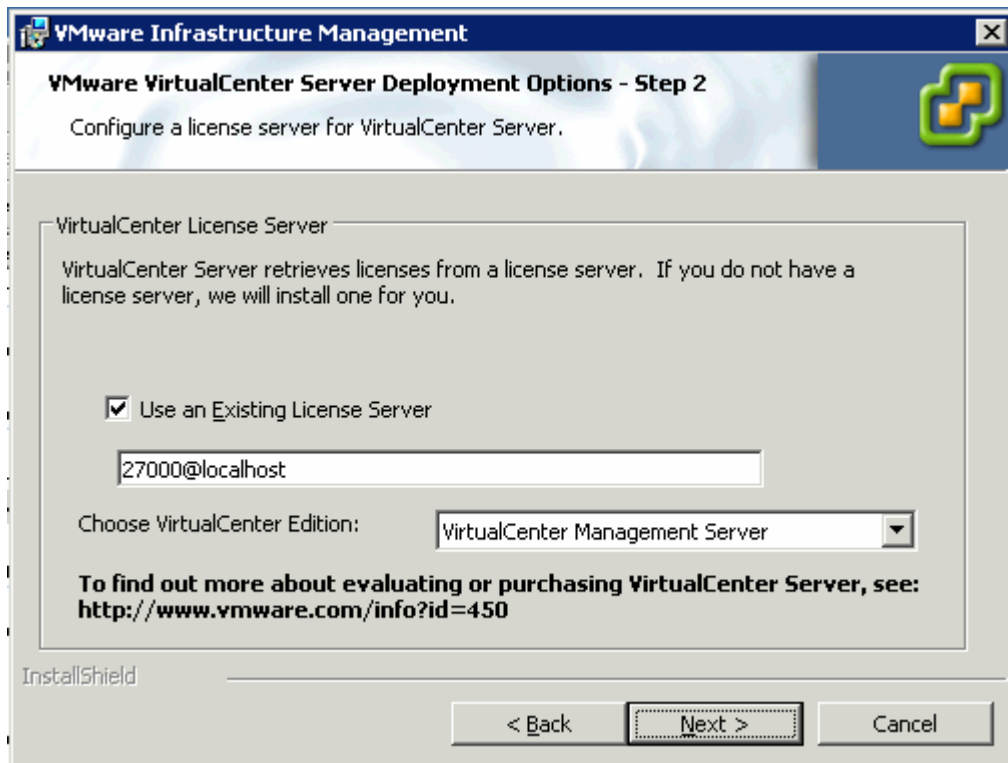 VMware Infrastructure Management
VMware VirtualCenter Server Deployment Options - Step 2
Configure a license server for VirtualCenter Server.
VirtualCenter License Server
VirtualCenter Server retrieves licenses from a license server.  If you do not have a
license server, we will install one for you.
Use an Existing License Server
27000@localhost
Choose VirtualCenter Edition:
VirtualCenter Management Server
To find out more about evaluating or purchasing VirtualCenter Server, see:
http://www.vmware.com/info?id=450
InstallShield
< Back
Next >
Cancel